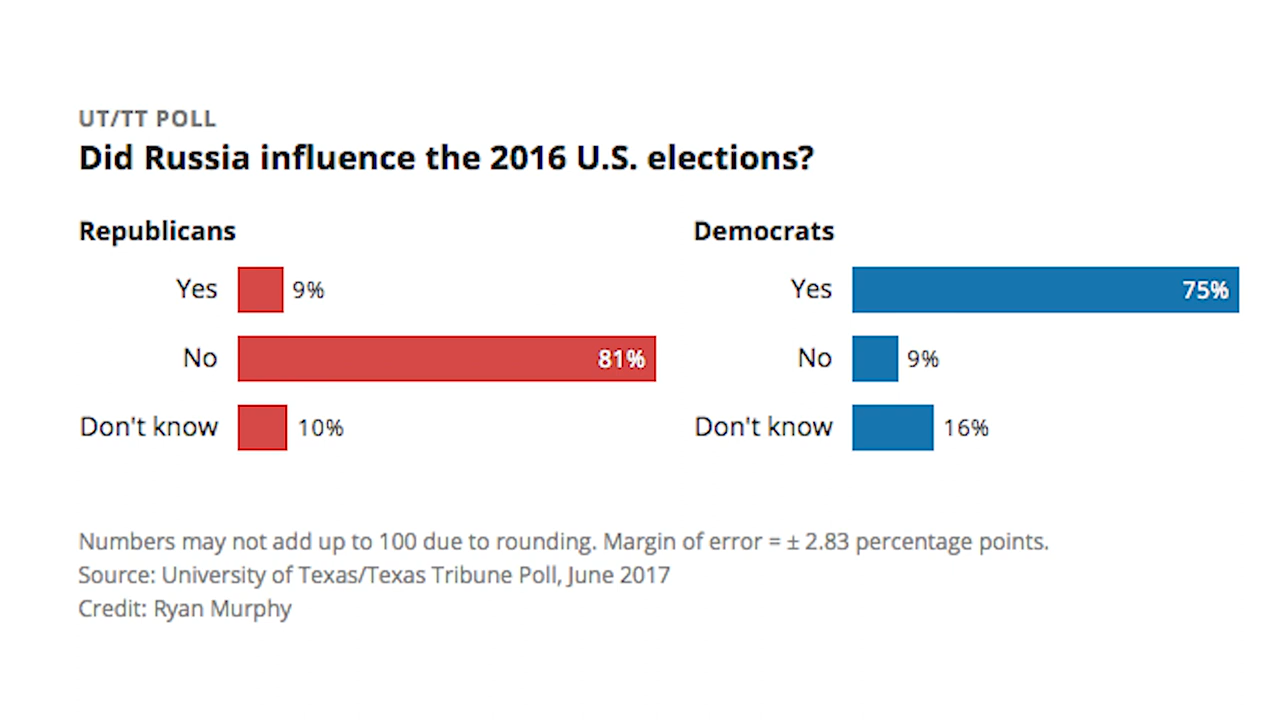 UT/TT POLL
Did Russia influence the 2016 U.S. elections?
Republicans
Yes 9%
No 81%
Don't know 10%
Democrats
Yes 75%
No 9%
Don't know 16%
Numbers may not add up to 100 due to rounding. Margin of error = ± 2.83 percentage points.
Source: University of Texas/Texas Tribune Poll, June 2017
Credit: Ryan Murphy